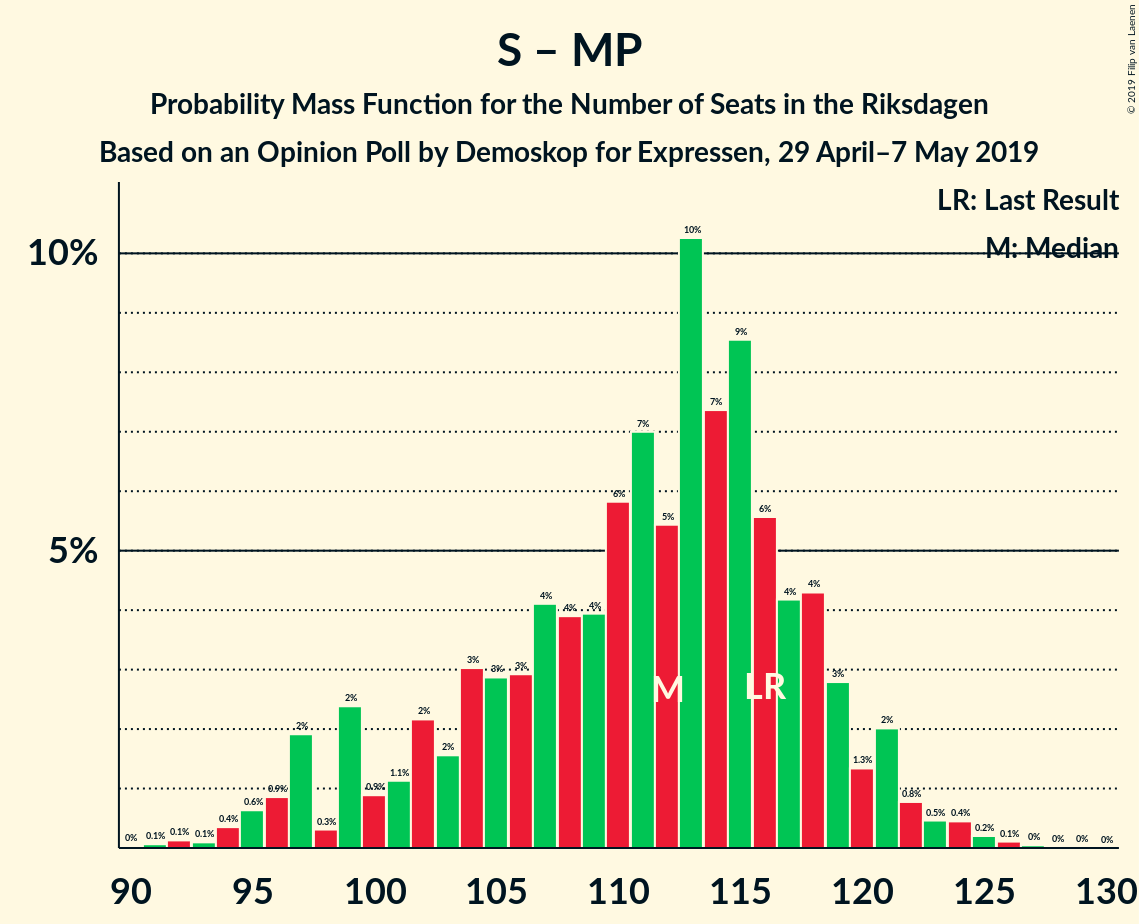 S – MP
Probability Mass Function for the Number of Seats in the Riksdagen
Based on an Opinion Poll by Demoskop for Expressen, 29 April–7 May 2019
© 2019 Filip van Laenen
LR: Last Result
M: Median
10%
5%
0% 0.1% 0.1% 0.1% 0.4% 0.6% 0.9% 2% 0.3% 2% 0.9% 1.1% 2% 2% 3% 3% 3% 4% 4% 4% 6% 7% 5% 10% 7% 9% 6% 4% 4% 3% 1.3% 2% 0.8% 0.5% 0.4% 0.2% 0.1% 0% 0% 0% 0%
M LR
90 95 100 105 110 115 120 125 130